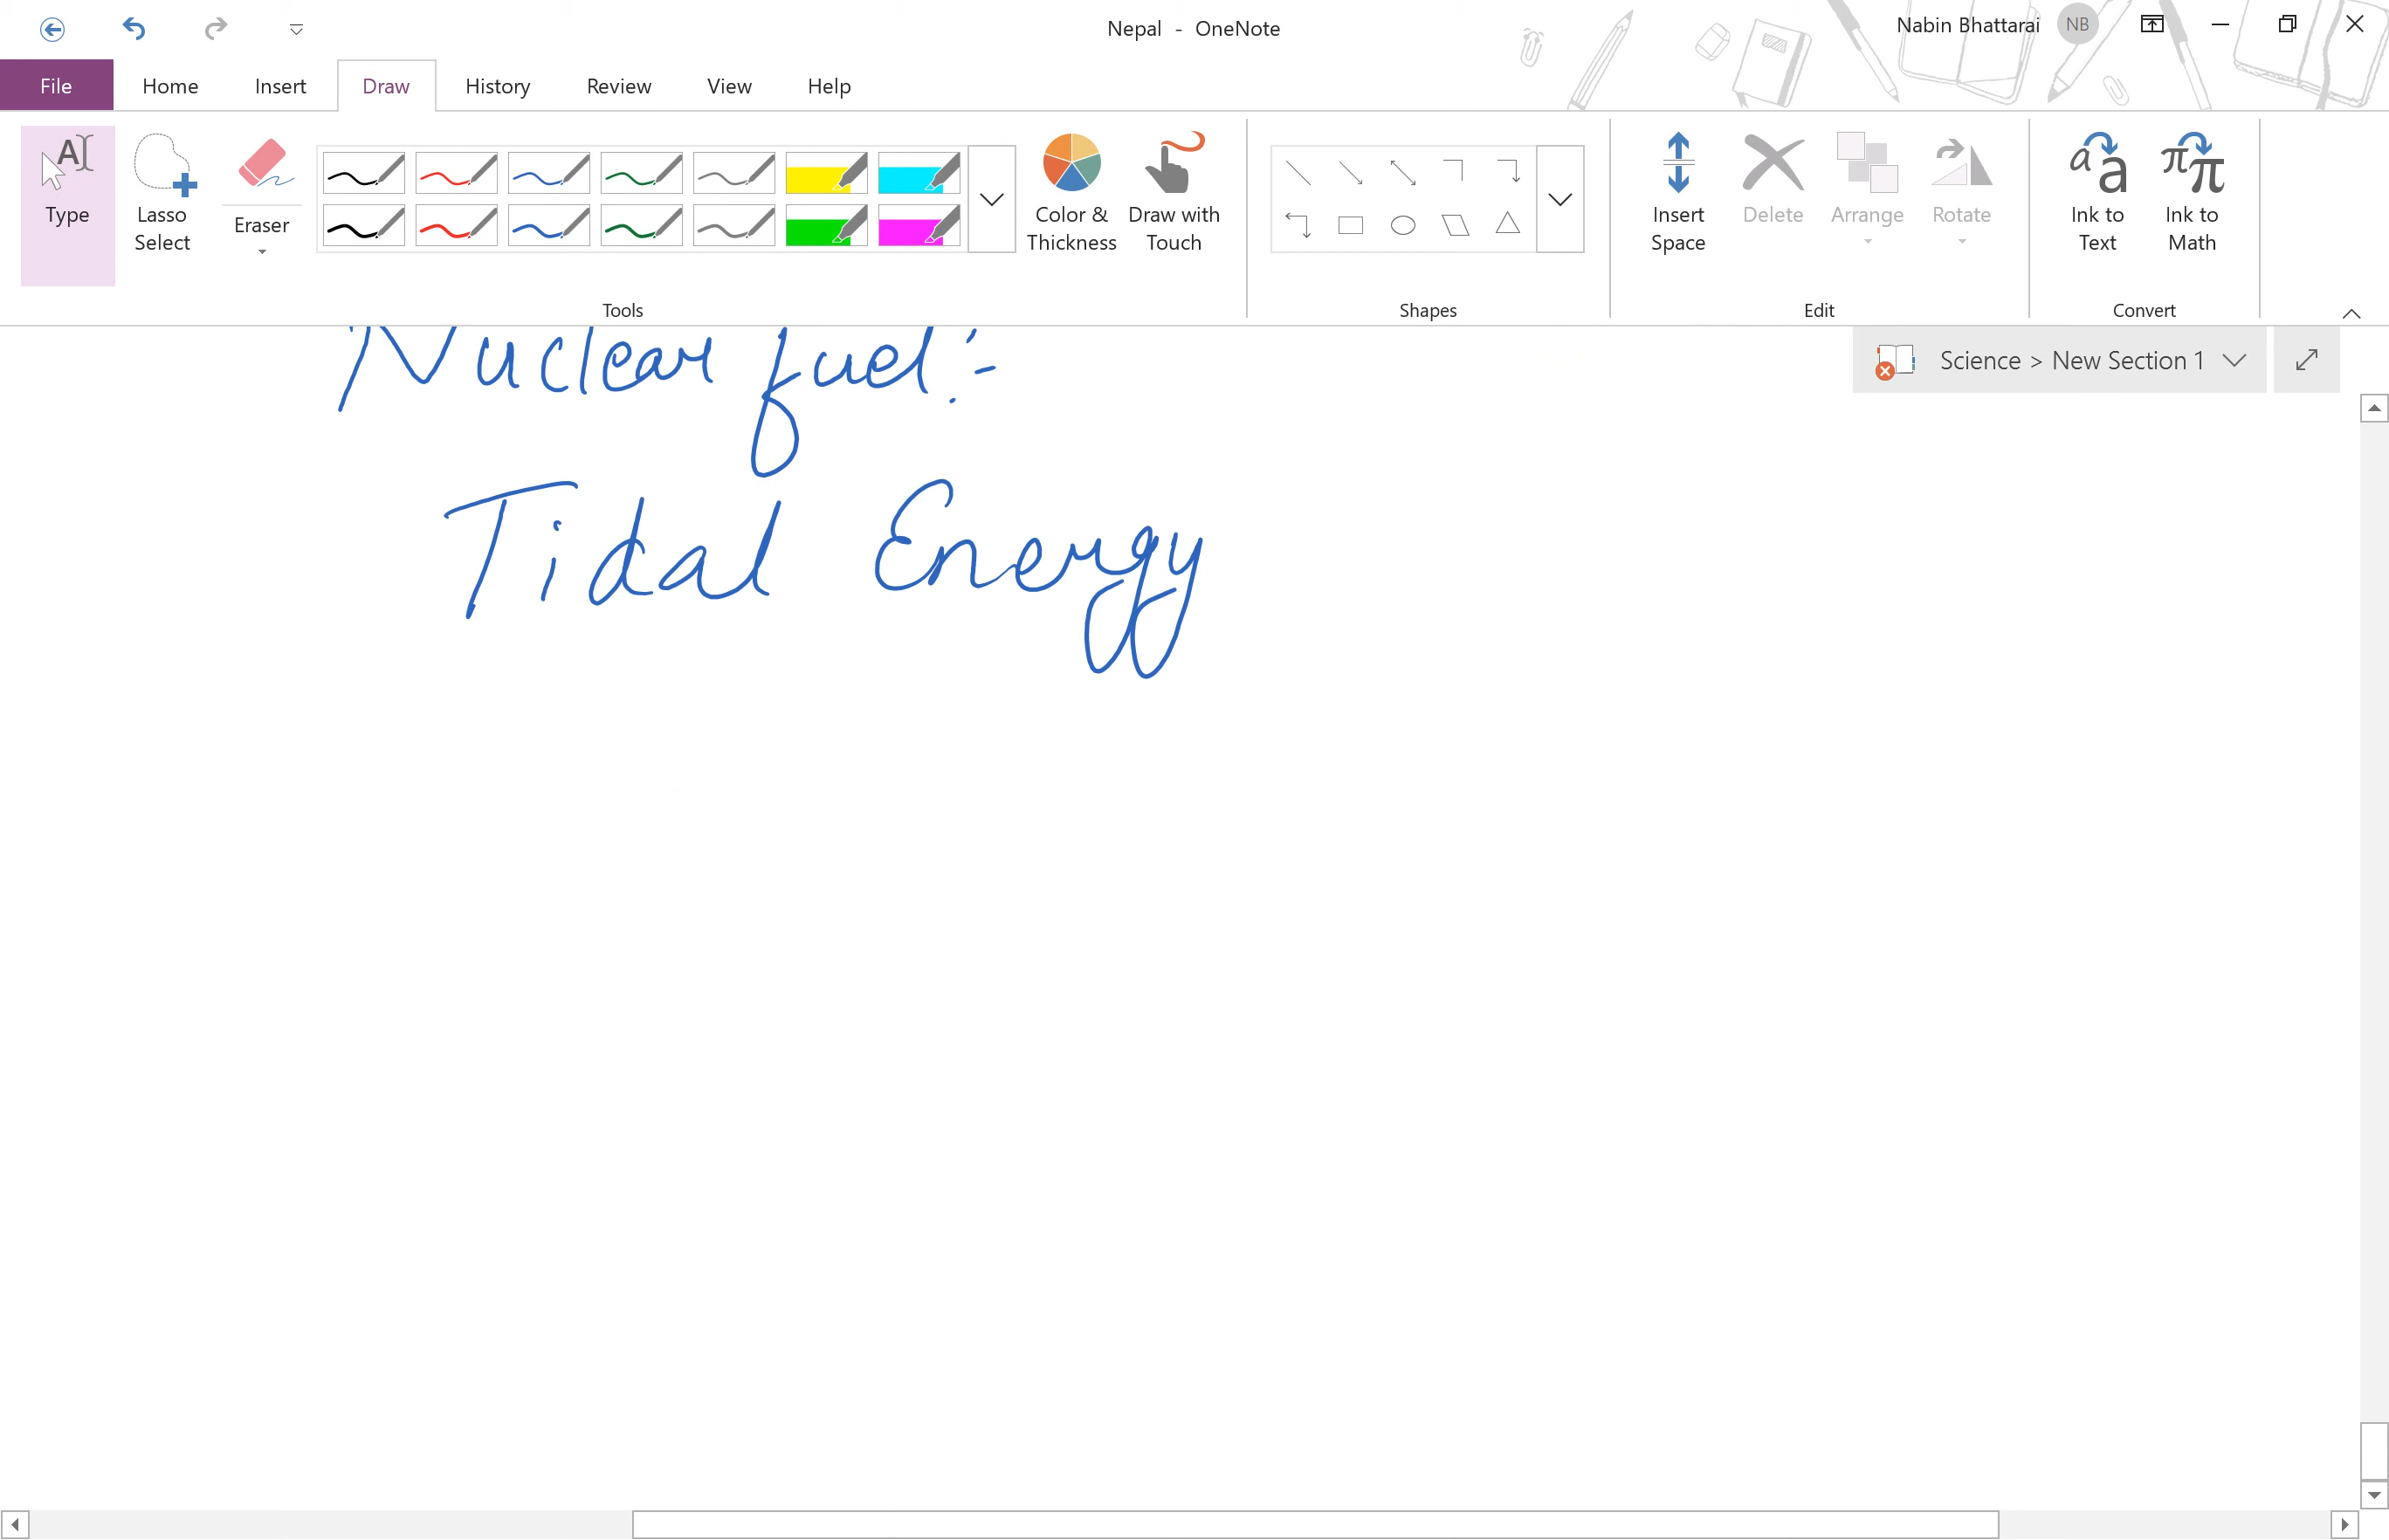 Nepal - OneNote
Nabin Bhattarai NB
File Home Insert Draw History Review View Help
Type
Lasso Select
Eraser
Color & Thickness
Draw with Touch
Insert Space
Delete
Arrange
Rotate
Ink to Text
Ink to Math
Tools Shapes Edit Convert
Science > New Section 1
Nuclear fuel :-
Tidal Energy